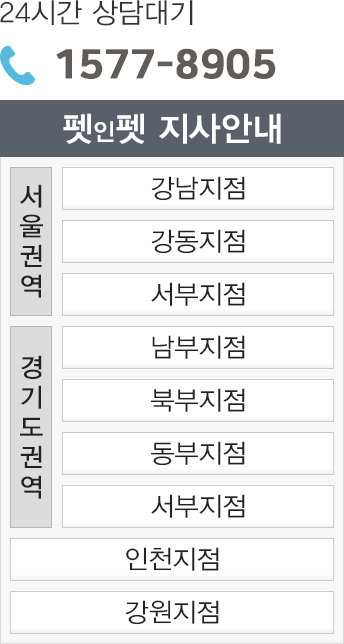 24시간 상담대기
1577-8905
펫인펫 지사안내
서울권역
강남지점
강동지점
서부지점
경기도권역
남부지점
북부지점
동부지점
서부지점
인천지점
강원지점